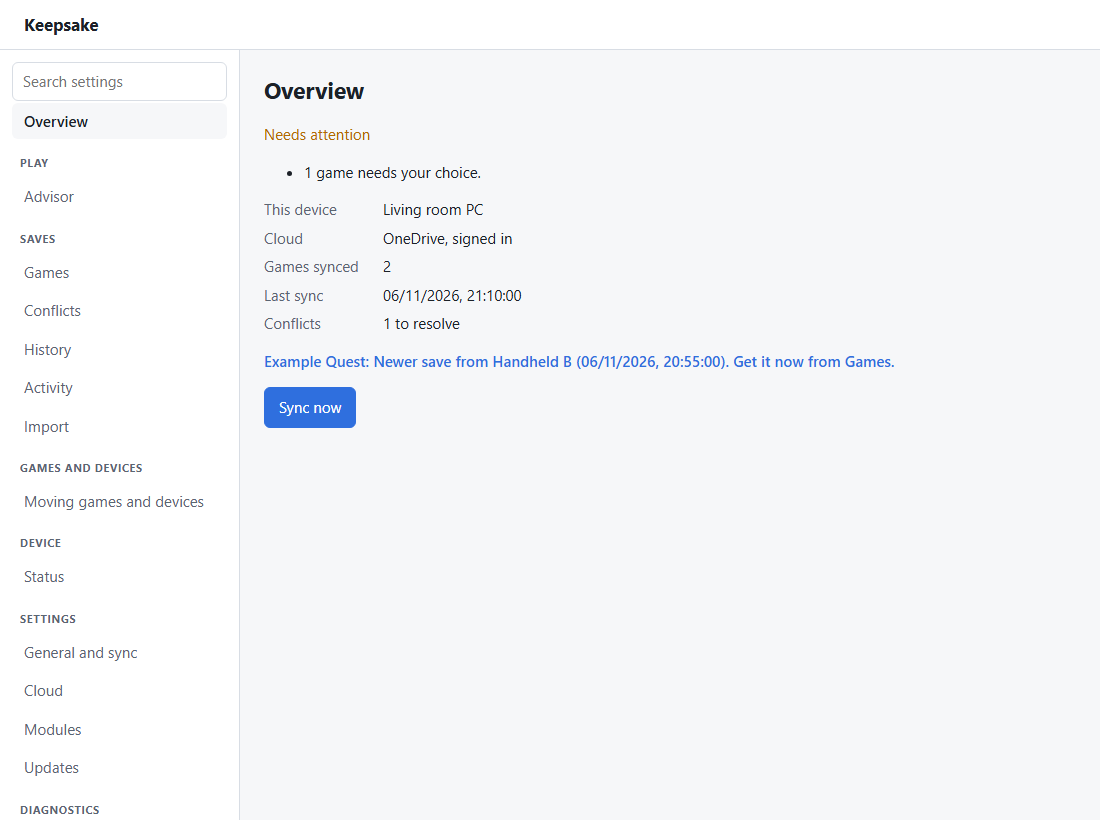 Keepsake
Search settings
Overview
PLAY
Advisor
SAVES
Games
Conflicts
History
Activity
Import
GAMES AND DEVICES
Moving games and devices
DEVICE
Status
SETTINGS
General and sync
Cloud
Modules
Updates
DIAGNOSTICS
Overview
Needs attention
• 1 game needs your choice.
This device Living room PC
Cloud OneDrive, signed in
Games synced 2
Last sync 06/11/2026, 21:10:00
Conflicts 1 to resolve
Example Quest: Newer save from Handheld B (06/11/2026, 20:55:00). Get it now from Games.
Sync now